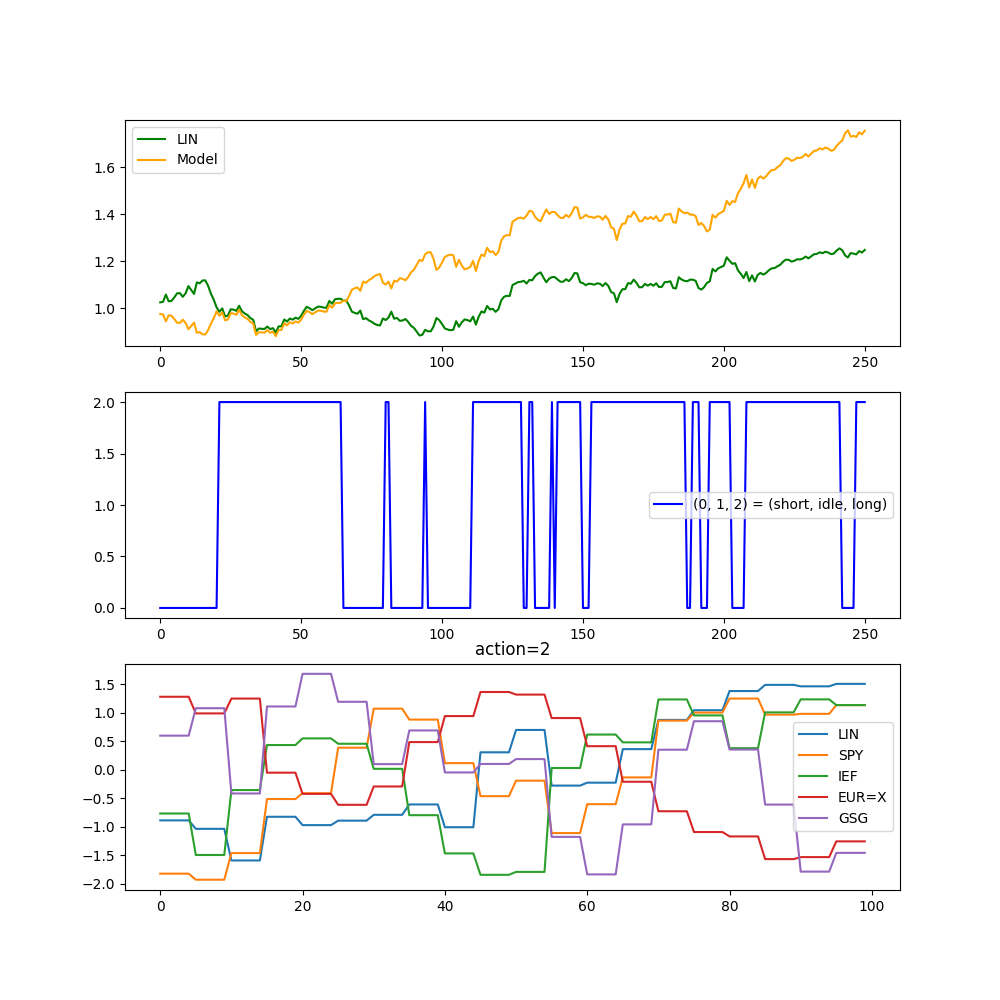 LIN
Model
1.6
1.4
1.2
1.0
0 50 100 150 200 250
2.0
1.5
1.0
0.5
0.0
(0, 1, 2) = (short, idle, long)
0 50 100 150 200 250
action=2
1.5
1.0
0.5
0.0
−0.5
−1.0
−1.5
−2.0
LIN
SPY
IEF
EUR=X
GSG
0 20 40 60 80 100